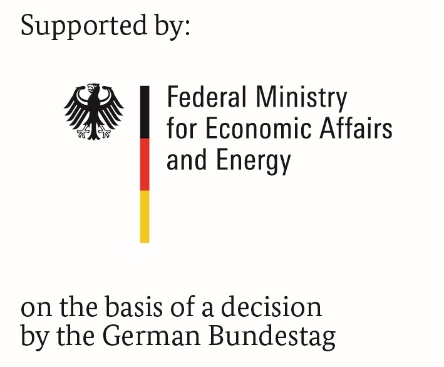 Supported by:
Federal Ministry
for Economic Affairs
and Energy
on the basis of a decision
by the German Bundestag